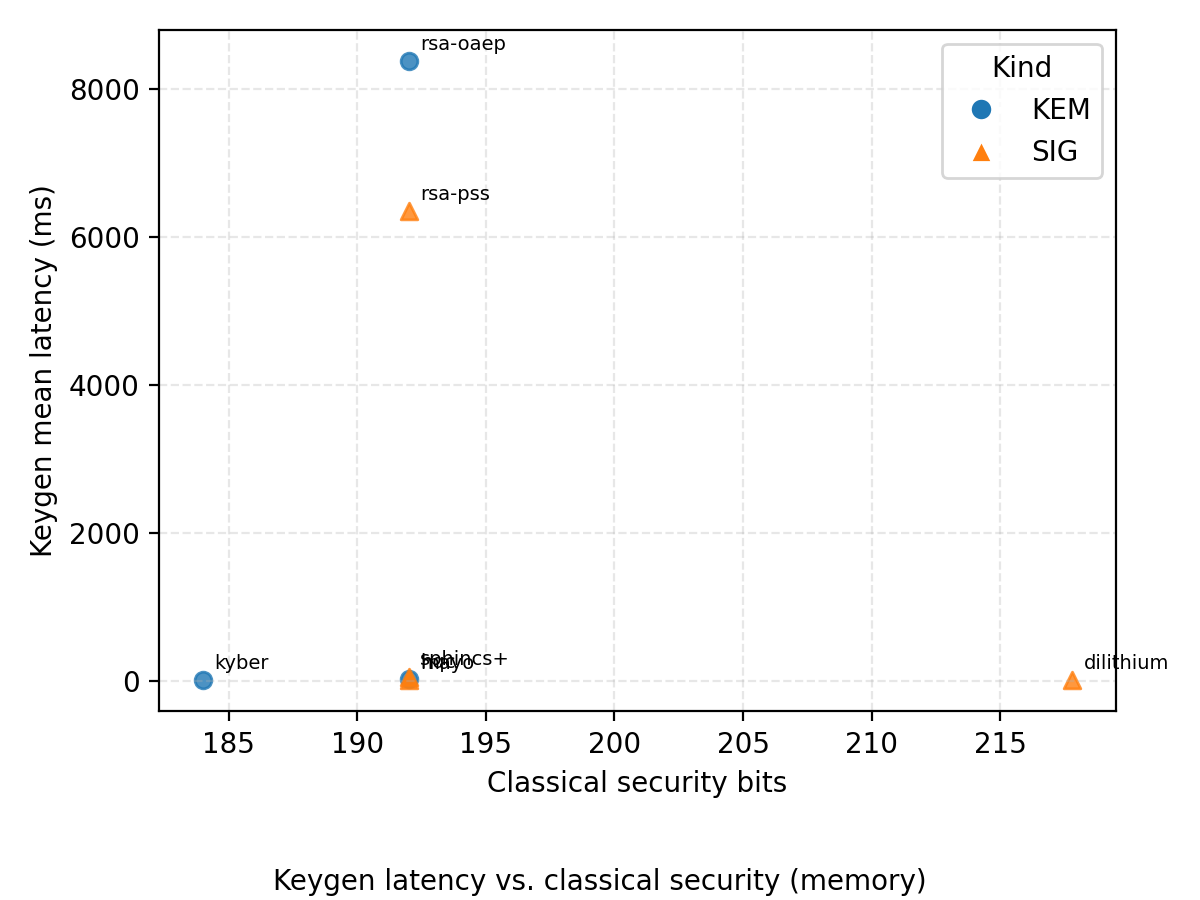 rsa-oaep
Kind
KEM
SIG
8000
rsa-pss
6000
Keygen mean latency (ms)
4000
2000
sphincs+
mayo
kyber
dilithium
0
185
190
195
200
205
210
215
Classical security bits
Keygen latency vs. classical security (memory)